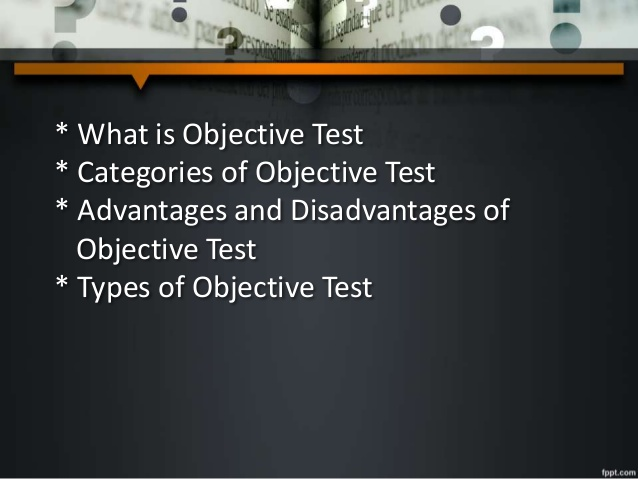 * What is Objective Test
* Categories of Objective Test
* Advantages and Disadvantages of
Objective Test
* Types of Objective Test
fppt.com